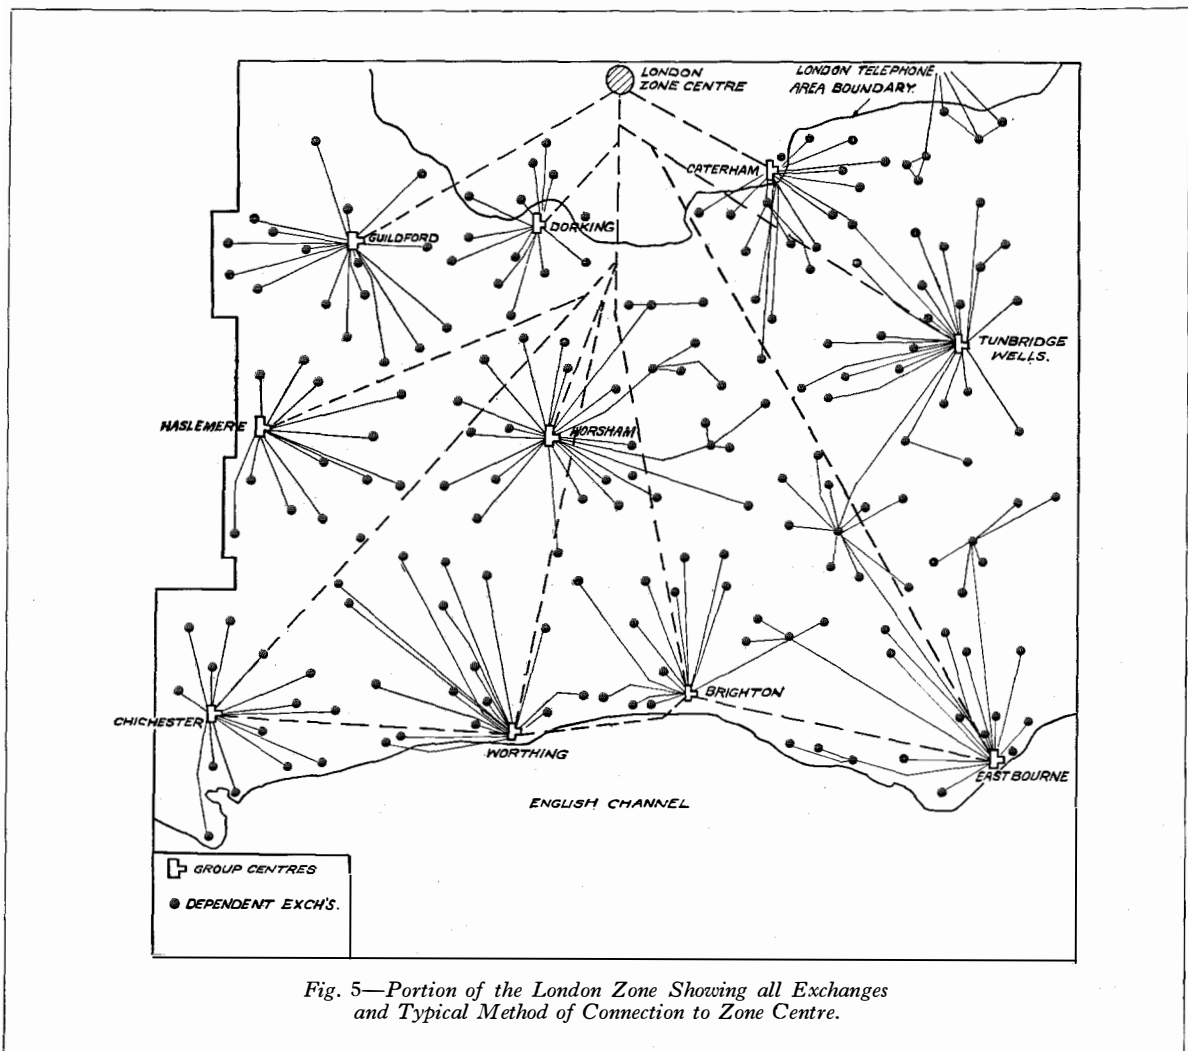 LONDON
ZONE CENTRE
LONDON TELEPHONE
AREA BOUNDARY.
CATERHAM
GUILDFORD
DORKING
TUNBRIDGE
WELLS.
HASLEMERE
HORSHAM
CHICHESTER
WORTHING
BRIGHTON
EASTBOURNE
ENGLISH CHANNEL
GROUP CENTRES
DEPENDENT EXCH'S.
Fig. 5—Portion of the London Zone Showing all Exchanges
and Typical Method of Connection to Zone Centre.